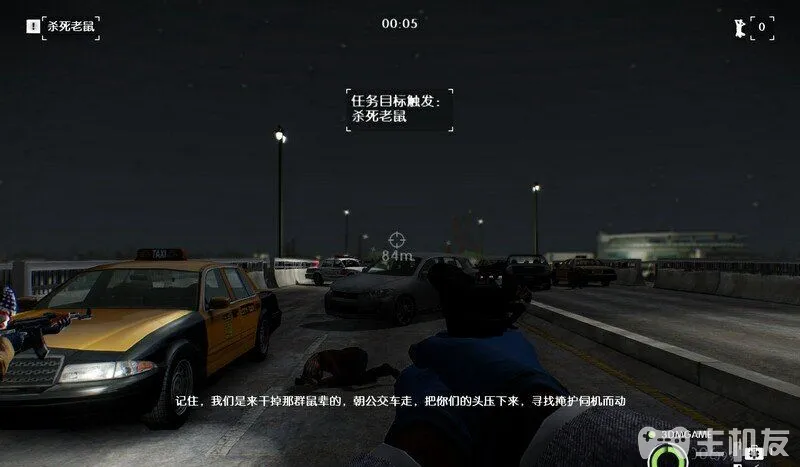 杀死老鼠
00:05
0
任务目标触发:
杀死老鼠
TAXI
84m
记住，我们是来干掉那群鼠辈的，朝公交车走，把你们的头压下来，寻找掩护伺机而动
3DMGAME
主机友